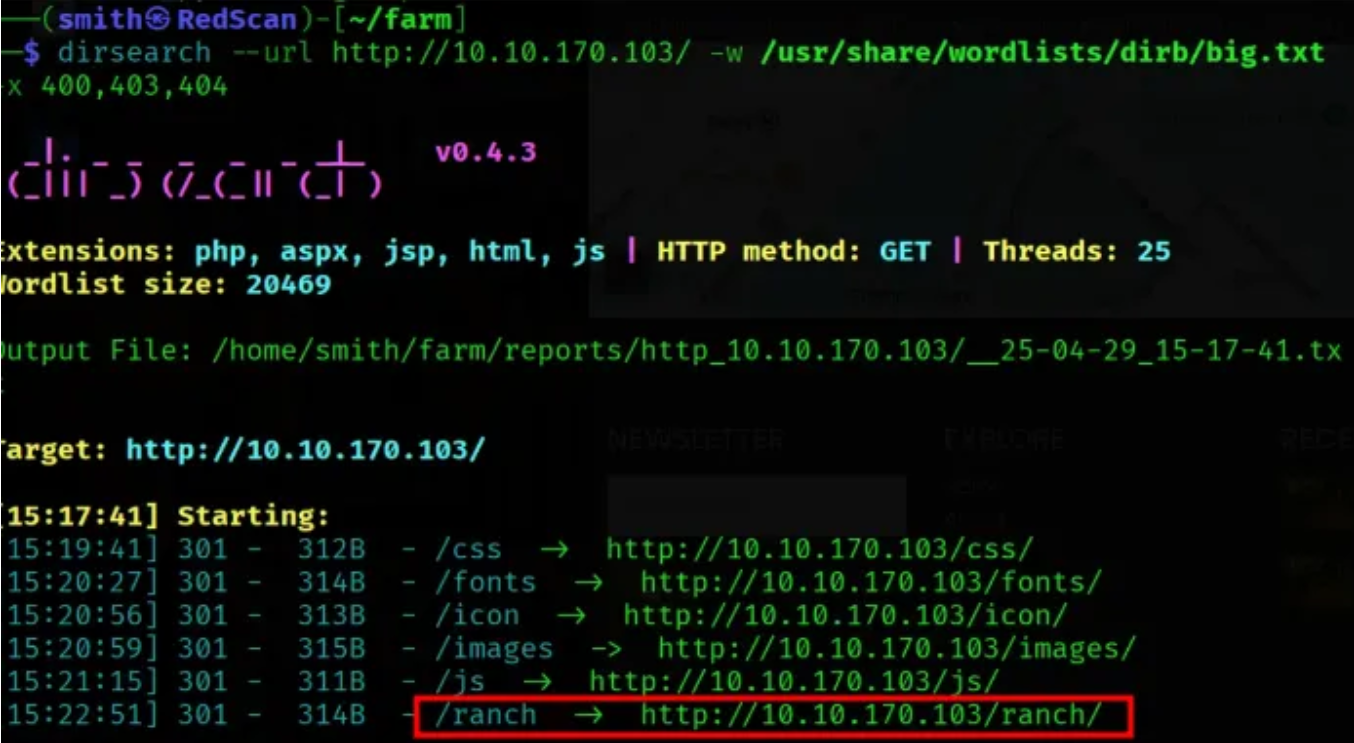 (smith㉿RedScan)-[~/farm]
$ dirsearch --url http://10.10.170.103/ -w /usr/share/wordlists/dirb/big.txt
x 400,403,404
v0.4.3
Extensions: php, aspx, jsp, html, js | HTTP method: GET | Threads: 25
Wordlist size: 20469
Output File: /home/smith/farm/reports/http_10.10.170.103/__25-04-29_15-17-41.tx
NEWSLETTER EXPLORE
Target: http://10.10.170.103/
[15:17:41] Starting:
15:19:41] 301 - 312B - /css → http://10.10.170.103/css/
15:20:27] 301 - 314B - /fonts → http://10.10.170.103/fonts/
15:20:56] 301 - 313B - /icon → http://10.10.170.103/icon/
15:20:59] 301 - 315B - /images -> http://10.10.170.103/images/
15:21:15] 301 - 311B - /js → http://10.10.170.103/js/
15:22:51] 301 - 314B - /ranch → http://10.10.170.103/ranch/